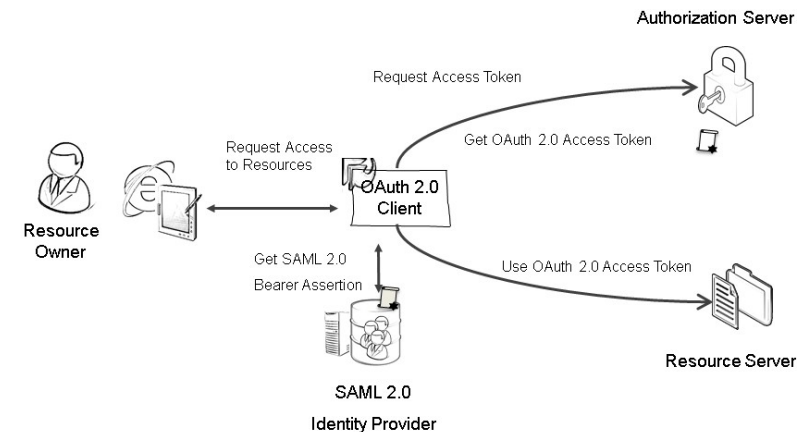 Authorization Server
Request Access Token
Get OAuth 2.0 Access Token
Request Access
to Resources
OAuth 2.0
Client
Resource
Owner
Get SAML 2.0
Bearer Assertion
Use OAuth 2.0 Access Token
Resource Server
SAML 2.0
Identity Provider